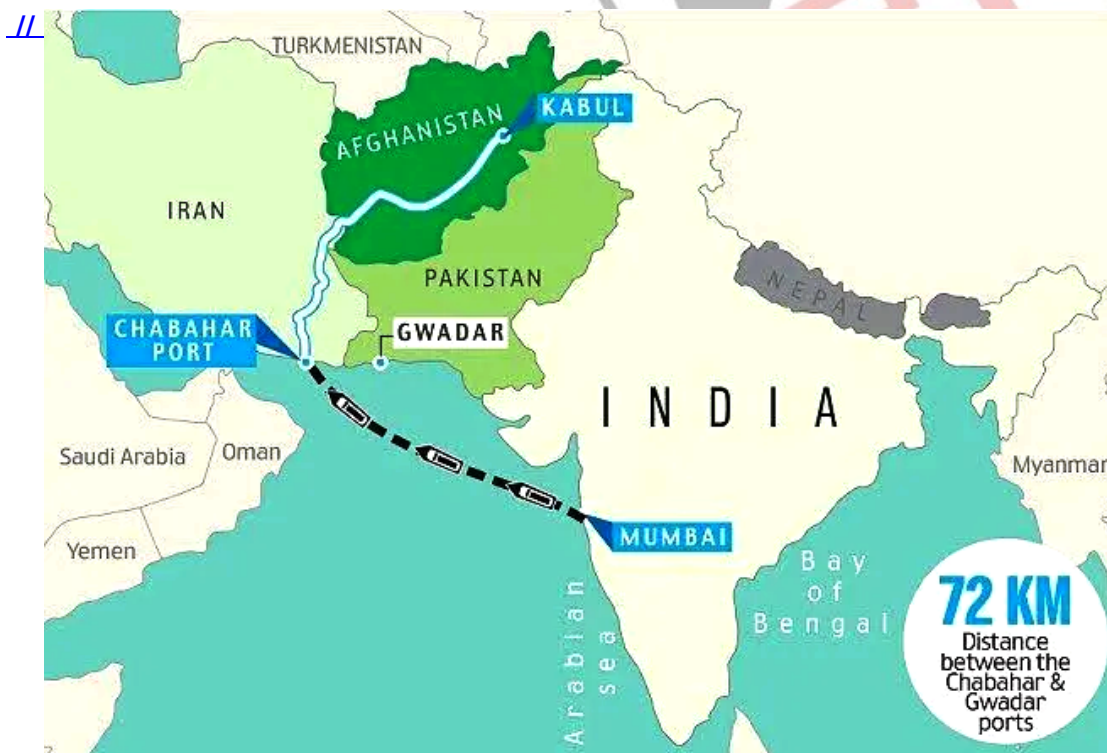 //
TURKMENISTAN
KABUL
AFGHANISTAN
IRAN
PAKISTAN
NEPAL
CHABAHAR
PORT
GWADAR
INDIA
Saudi Arabia
Oman
Myanmar
Yemen
MUMBAI
Bay
of
Bengal
Arabian
sea
72 KM
Distance
between the
Chabahar &
Gwadar
ports